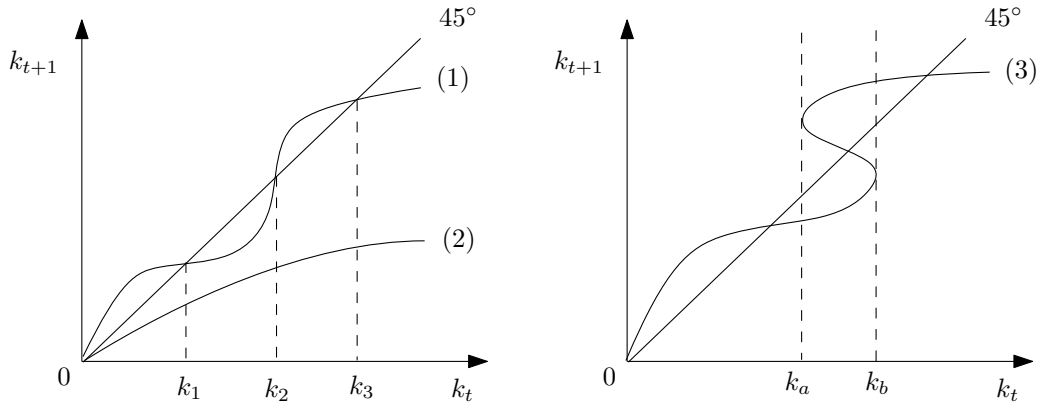 45°
k_{t+1}
(1)
(2)
0
k_1
k_2
k_3
k_t
45°
k_{t+1}
(3)
0
k_a
k_b
k_t